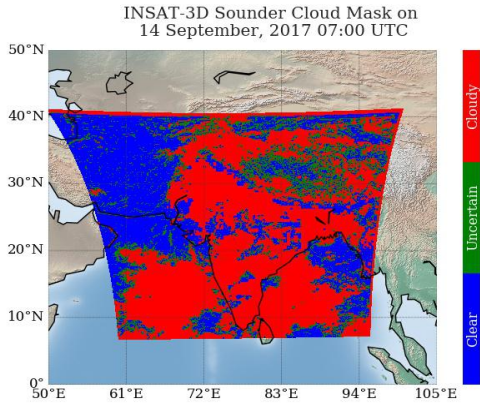 INSAT-3D Sounder Cloud Mask on
14 September, 2017 07:00 UTC
50°N
40°N
30°N
20°N
10°N
0°
50°E
61°E
72°E
83°E
94°E
105°E
Cloudy
Uncertain
Clear